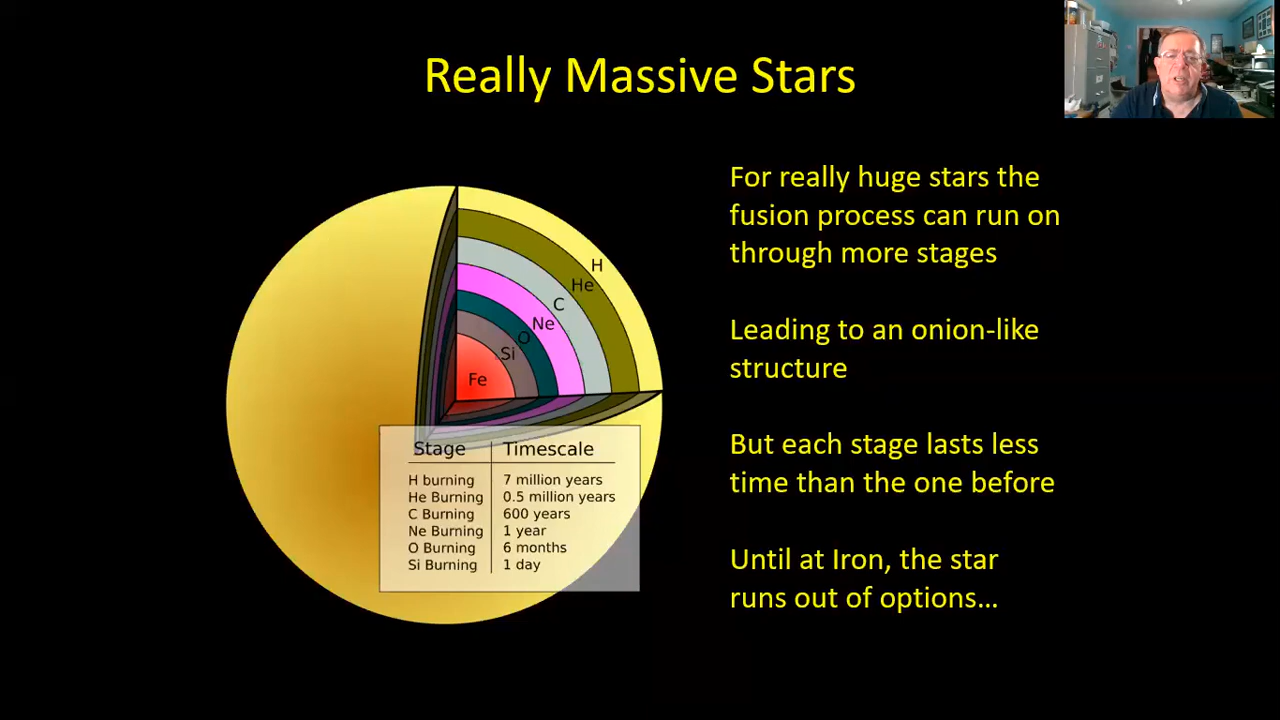 Really Massive Stars
For really huge stars the
fusion process can run on
through more stages
Leading to an onion-like
structure
But each stage lasts less
time than the one before
Until at Iron, the star
runs out of options...
H
He
C
Ne
O
Si
Fe
Stage Timescale
H burning 7 million years
He Burning 0.5 million years
C Burning 600 years
Ne Burning 1 year
O Burning 6 months
Si Burning 1 day